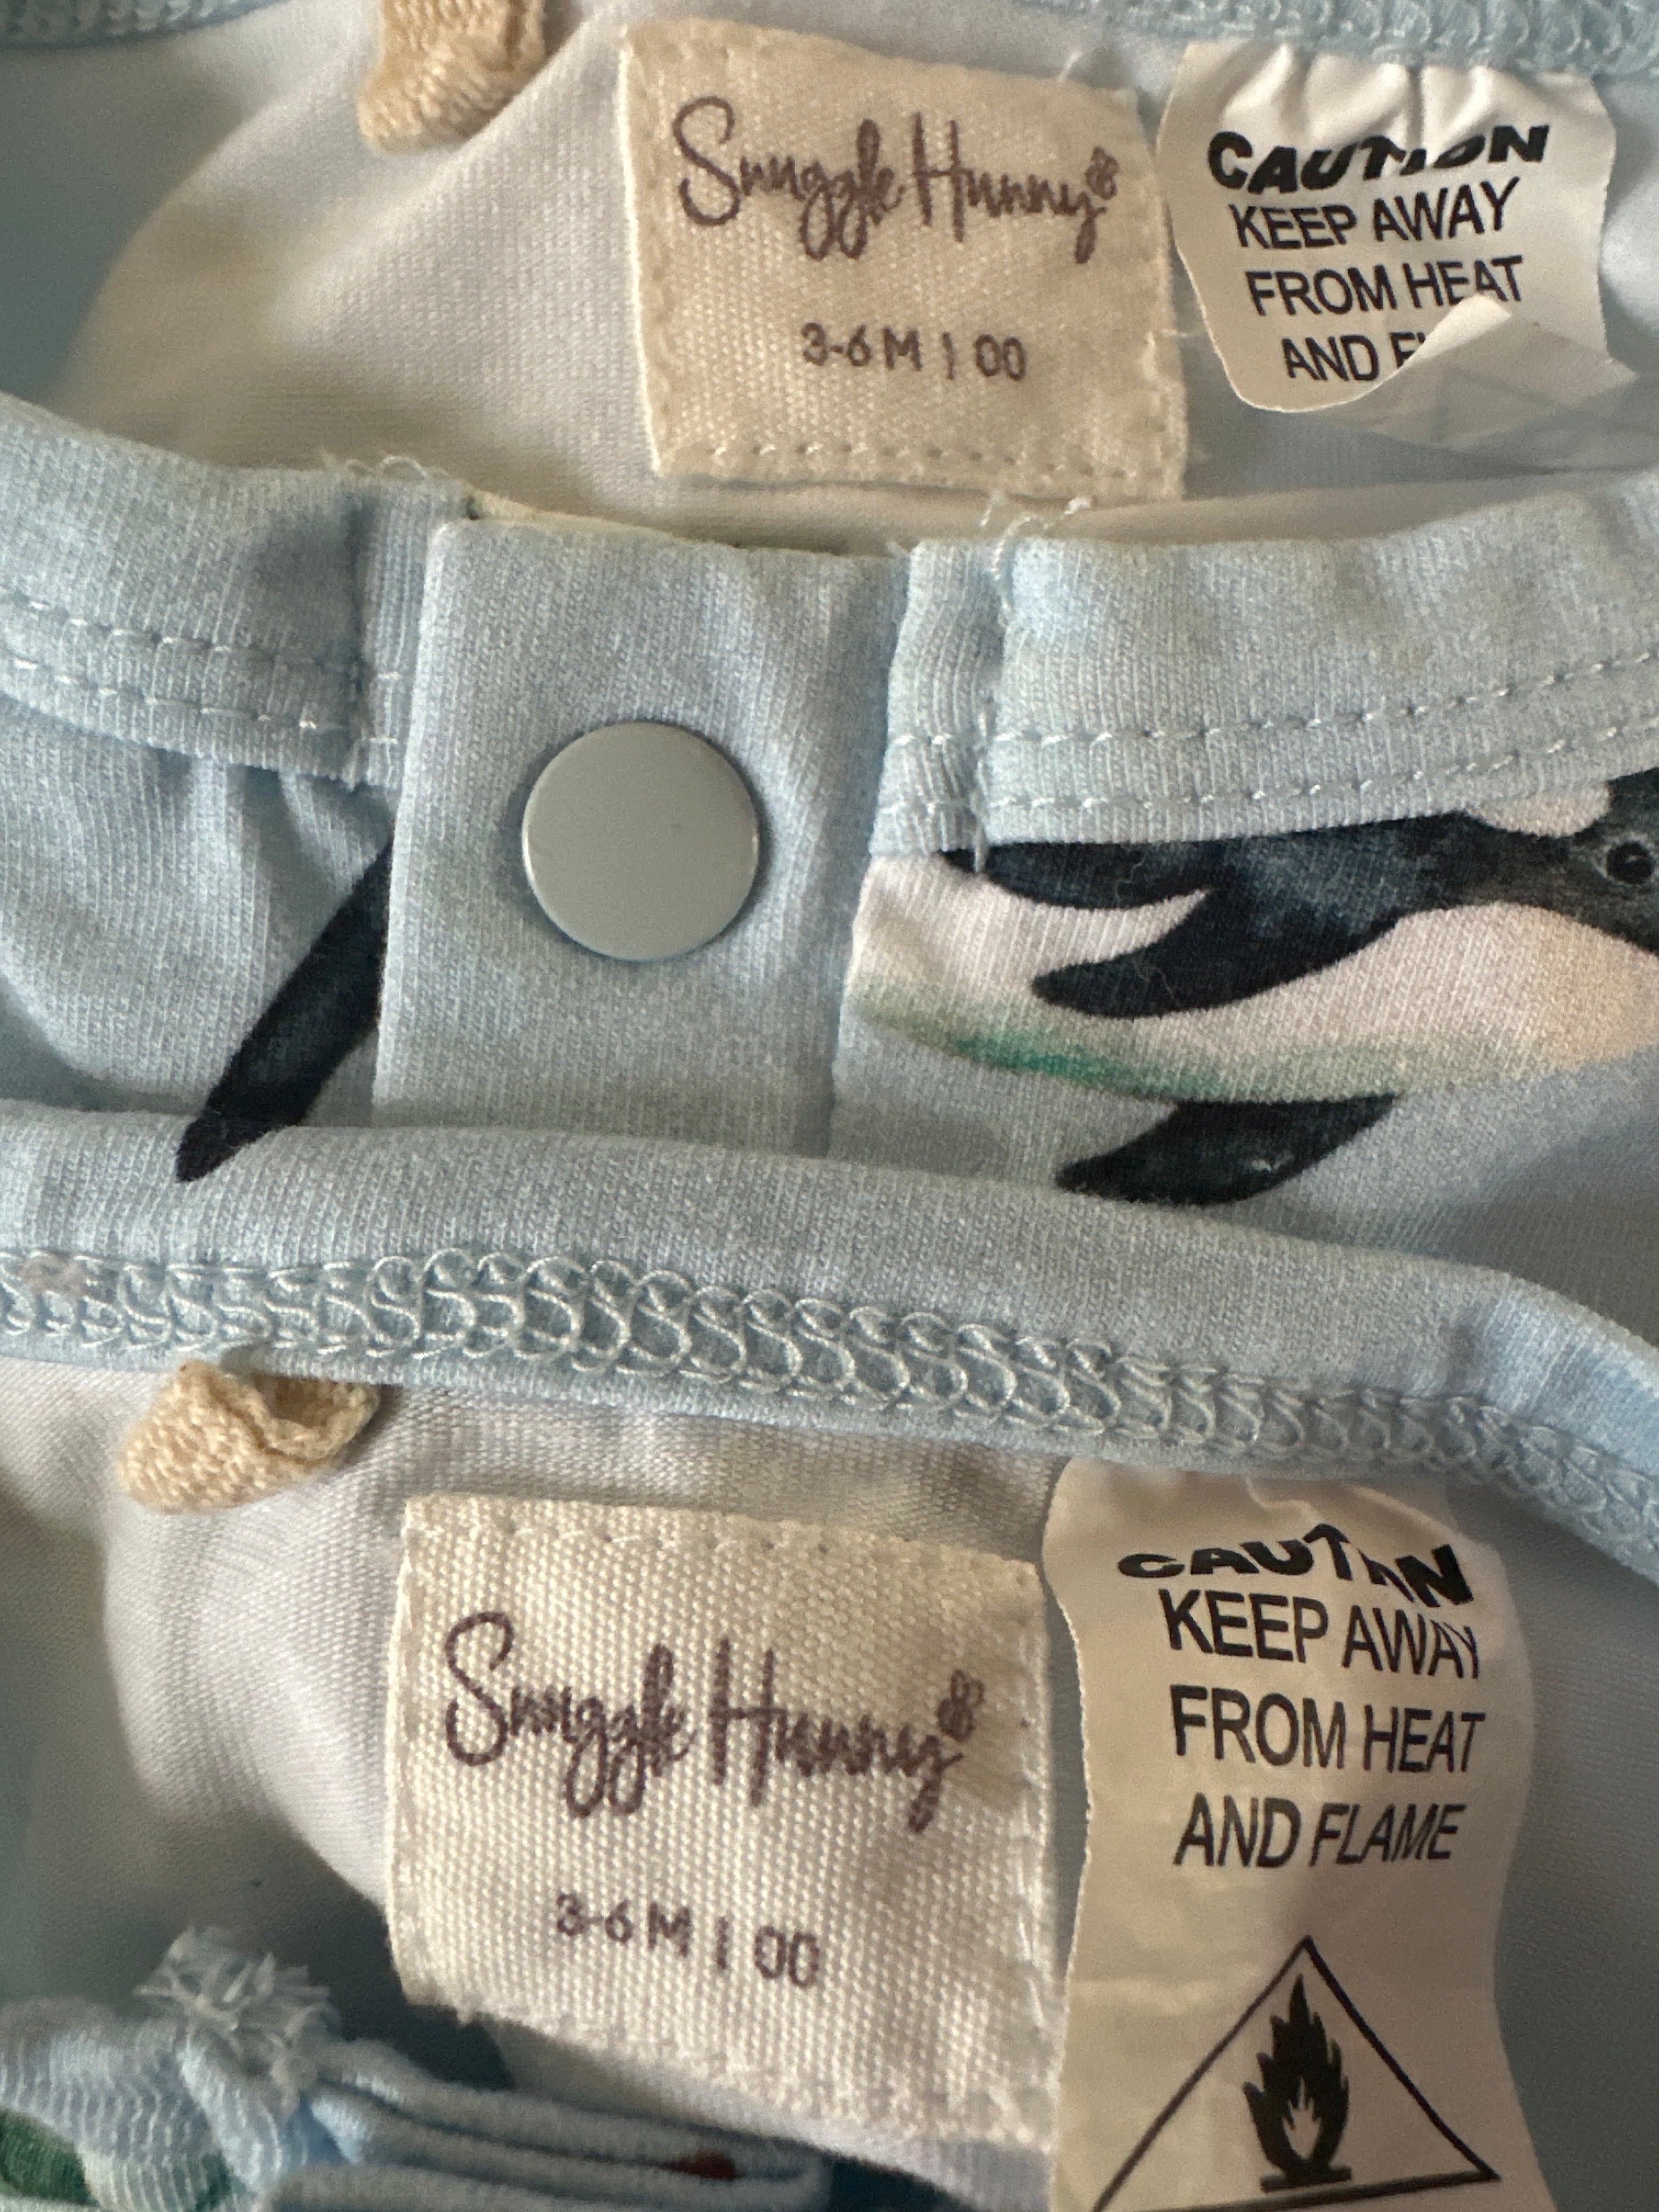 Snuggle Hunny
3-6 M | 00
CAUTION
KEEP AWAY
FROM HEAT
AND
Snuggle Hunny
3-6 M | 00
CAUTION
KEEP AWAY
FROM HEAT
AND FLAME